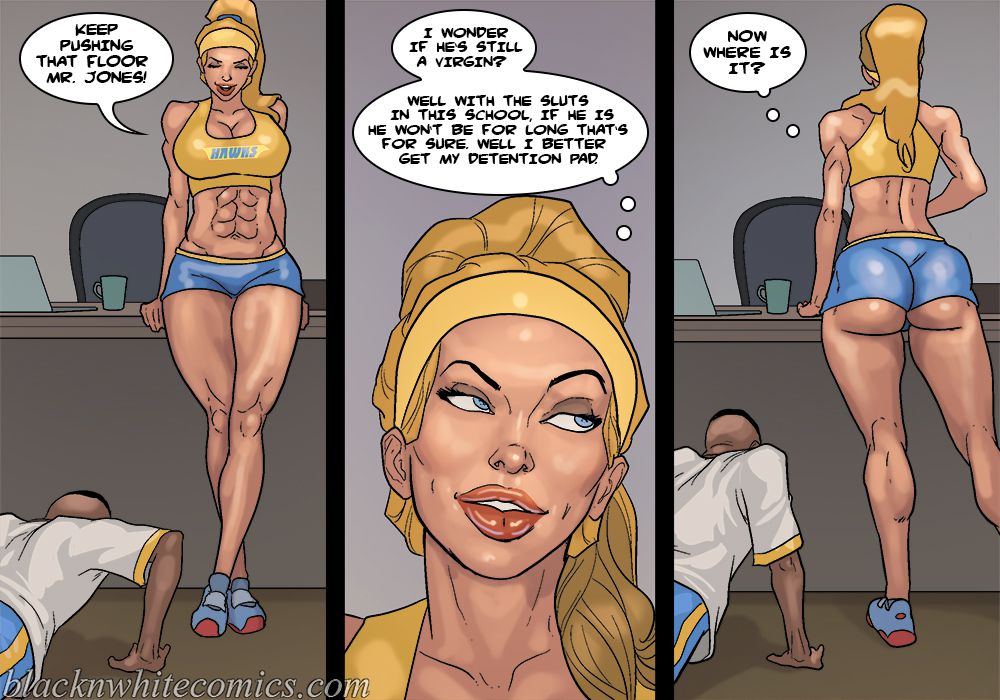 KEEP
PUSHING
THAT FLOOR
MR. JONES!
HAWKS
I WONDER
IF HE'S STILL
A VIRGIN?
WELL WITH THE SLUTS
IN THIS SCHOOL, IF HE IS
HE WON'T BE FOR LONG THAT'S
FOR SURE. WELL I BETTER
GET MY DETENTION PAD.
NOW
WHERE IS
IT?
blacknwhitecomics.com